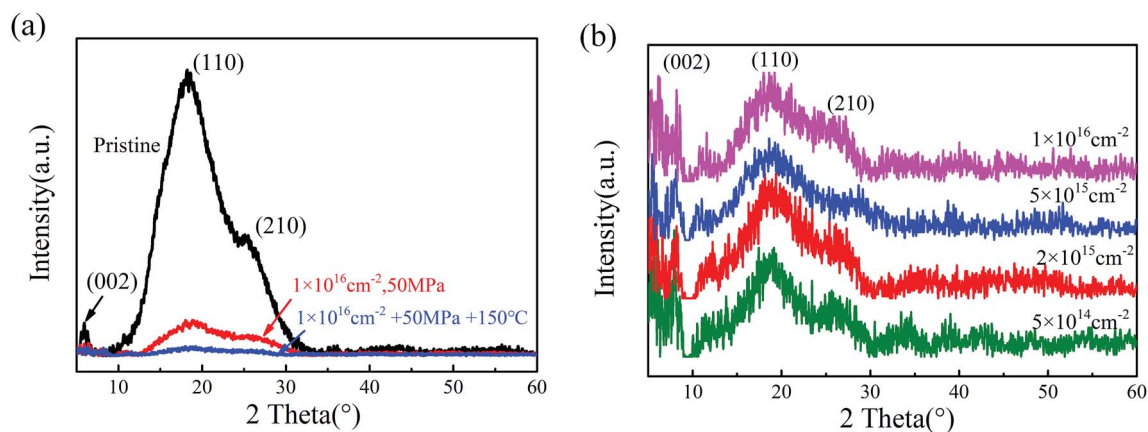 (a)
Intensity(a.u.)
(110)
Pristine
(210)
(002)
1×10¹⁶cm⁻²,50MPa
1×10¹⁶cm⁻² +50MPa +150℃
10 20 30 40 50 60
2 Theta(°)
(b)
Intensity(a.u.)
(002) (110)
(210)
1×10¹⁶cm⁻²
5×10¹⁵cm⁻²
2×10¹⁵cm⁻²
5×10¹⁴cm⁻²
10 20 30 40 50 60
2 Theta(°)